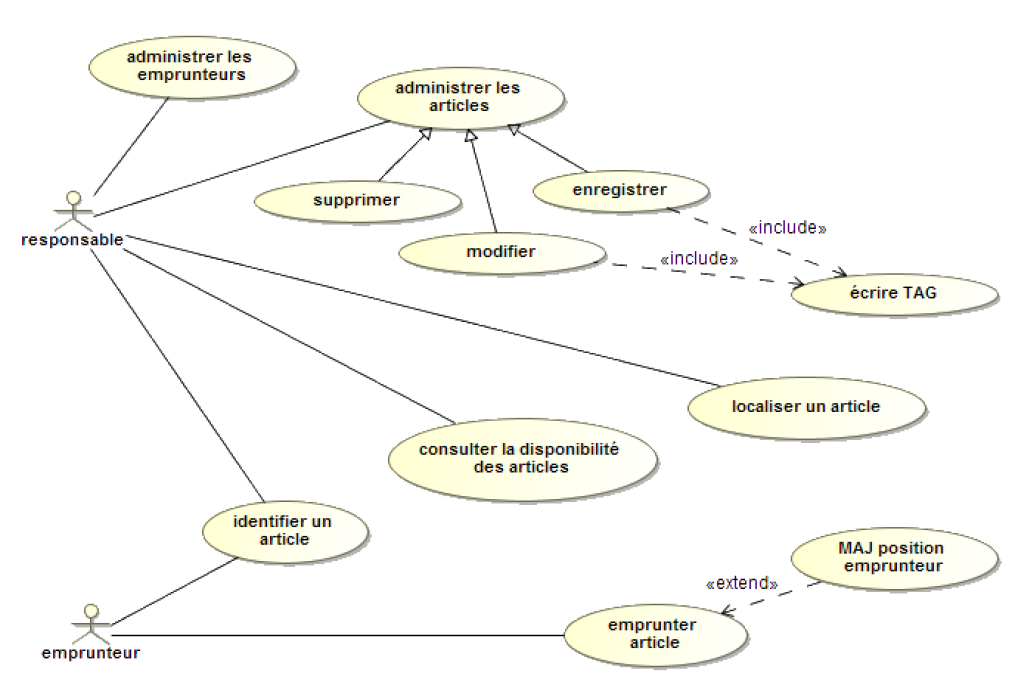 administrer les
emprunteurs
administrer les
articles
supprimer
enregistrer
responsable
«include»
modifier
«include»
écrire TAG
localiser un article
consulter la disponibilité
des articles
identifier un
article
MAJ position
emprunteur
«extend»
emprunter
article
emprunteur